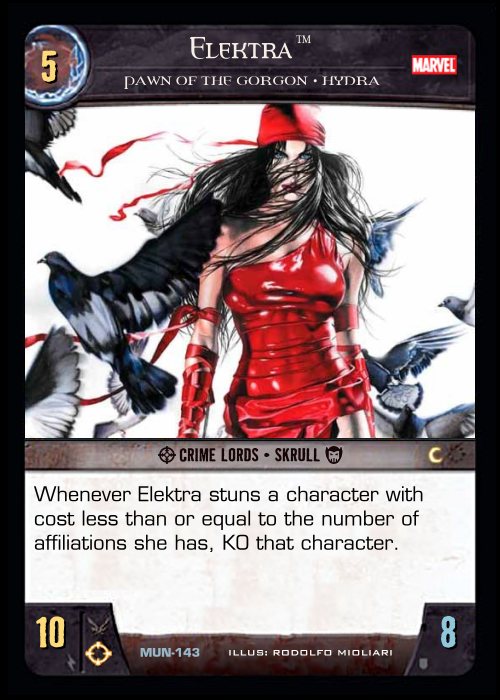 5
ELEKTRA™
PAWN OF THE GORGON • HYDRA
MARVEL
CRIME LORDS • SKRULL
C
Whenever Elektra stuns a character with
cost less than or equal to the number of
affiliations she has, KO that character.
10
MUN-143
ILLUS: RODOLFO MIGLIARI
8